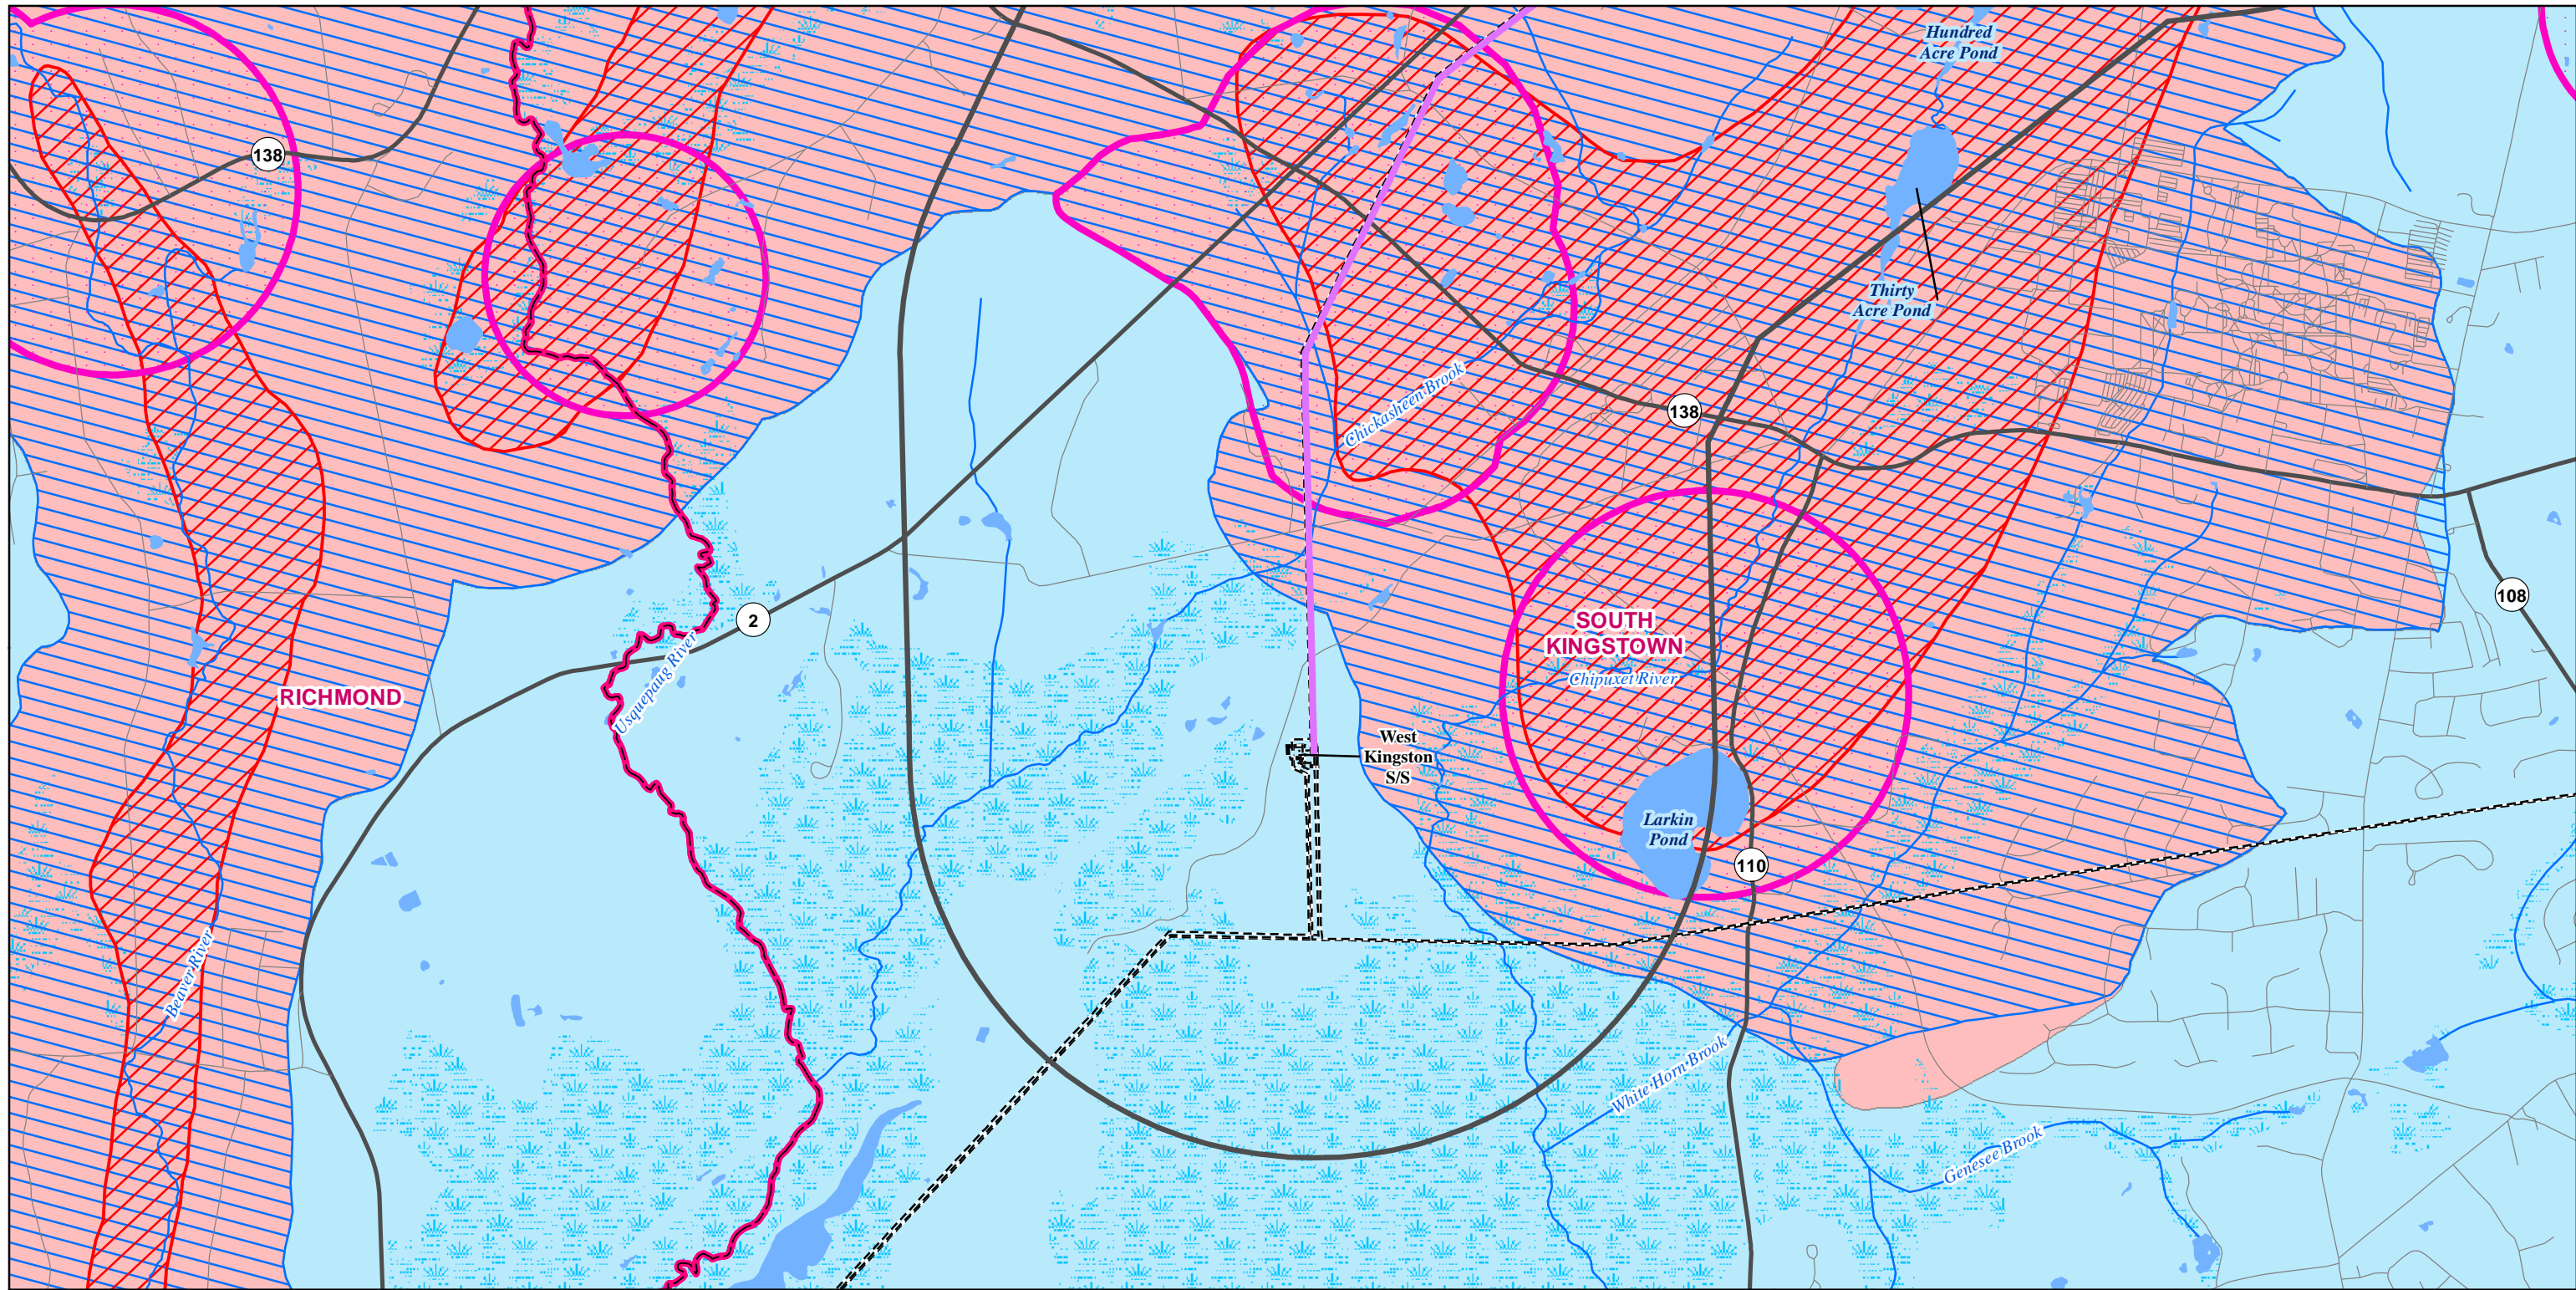 Hundred
Acre Pond
138
Thirty
Acre Pond
Chickasheen Brook
138
108
2
SOUTH
KINGSTOWN
Usquepaug River
Chipuxet River
RICHMOND
West
Kingston
S/S
Larkin
Pond
110
Beaver River
White Horn Brook
Genesee Brook